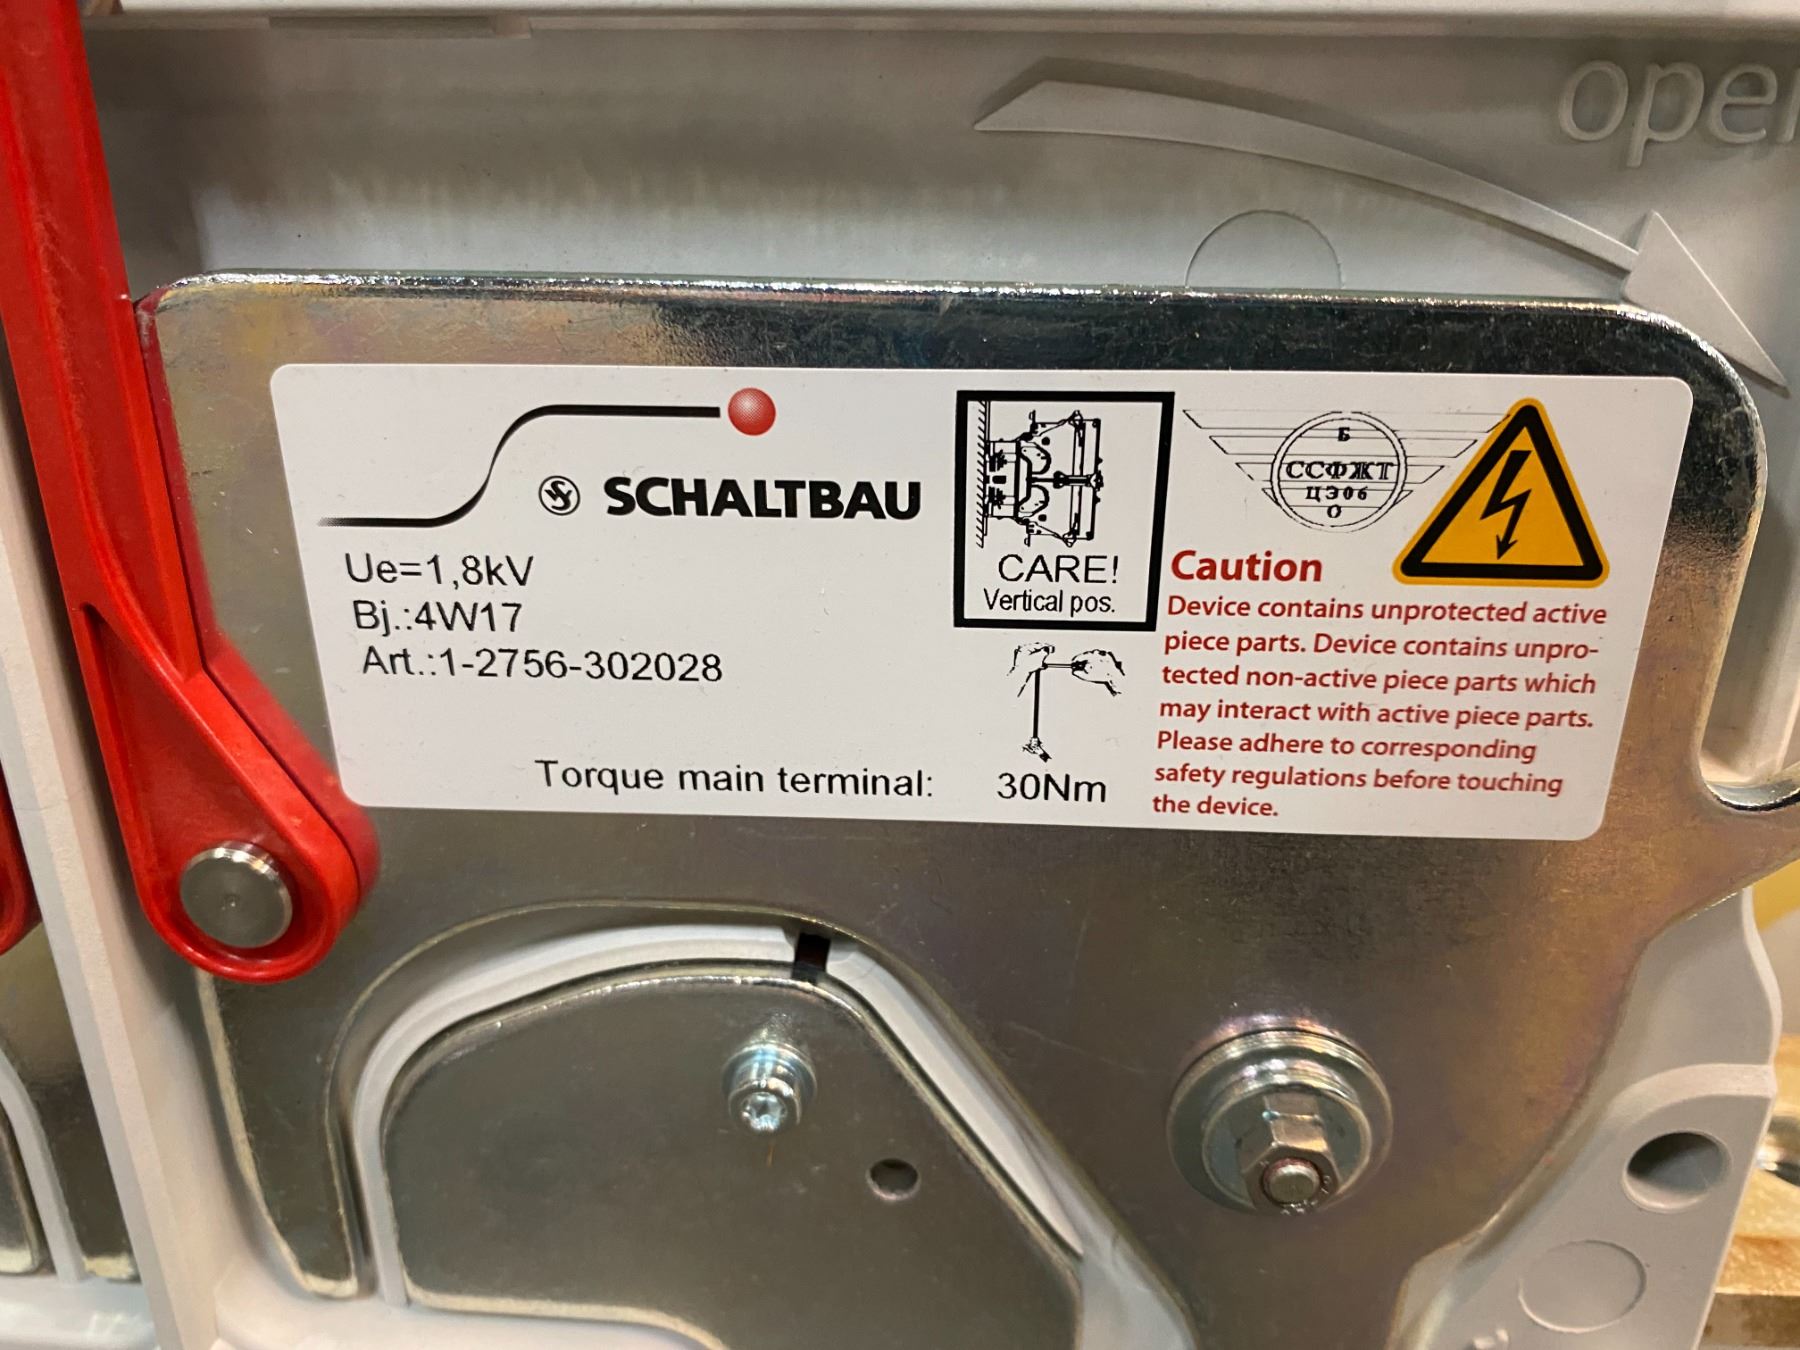 open
SCHALTBAU
Ue=1,8kV
Bj.:4W17
Art.:1-2756-302028
Torque main terminal:
CARE!
Vertical pos.
30Nm
Б
ССФЖТ
ЦЭ06
О
Caution
Device contains unprotected active
piece parts. Device contains unpro-
tected non-active piece parts which
may interact with active piece parts.
Please adhere to corresponding
safety regulations before touching
the device.